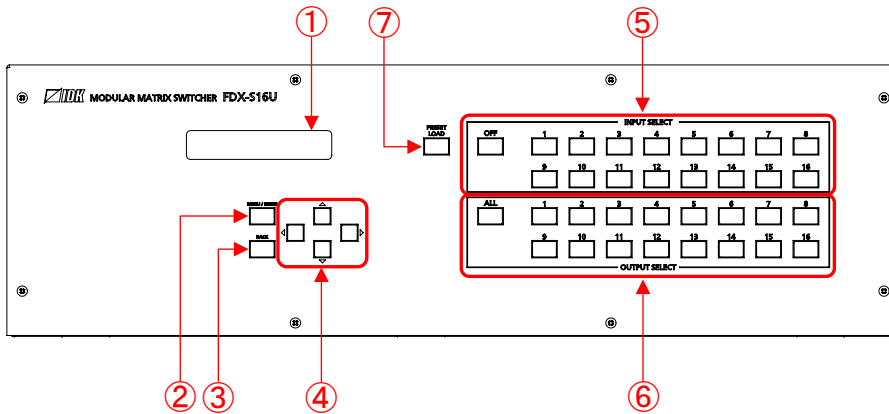 ① ⑦ ⑤
IDK MODULAR MATRIX SWITCHER FDX-S16U
INPUT SELECT
PRESET LOAD
OFF 1 2 3 4 5 6 7 8
9 10 11 12 13 14 15 16
MENU / ENTER
BACK
ALL 1 2 3 4 5 6 7 8
9 10 11 12 13 14 15 16
OUTPUT SELECT
② ③ ④ ⑥